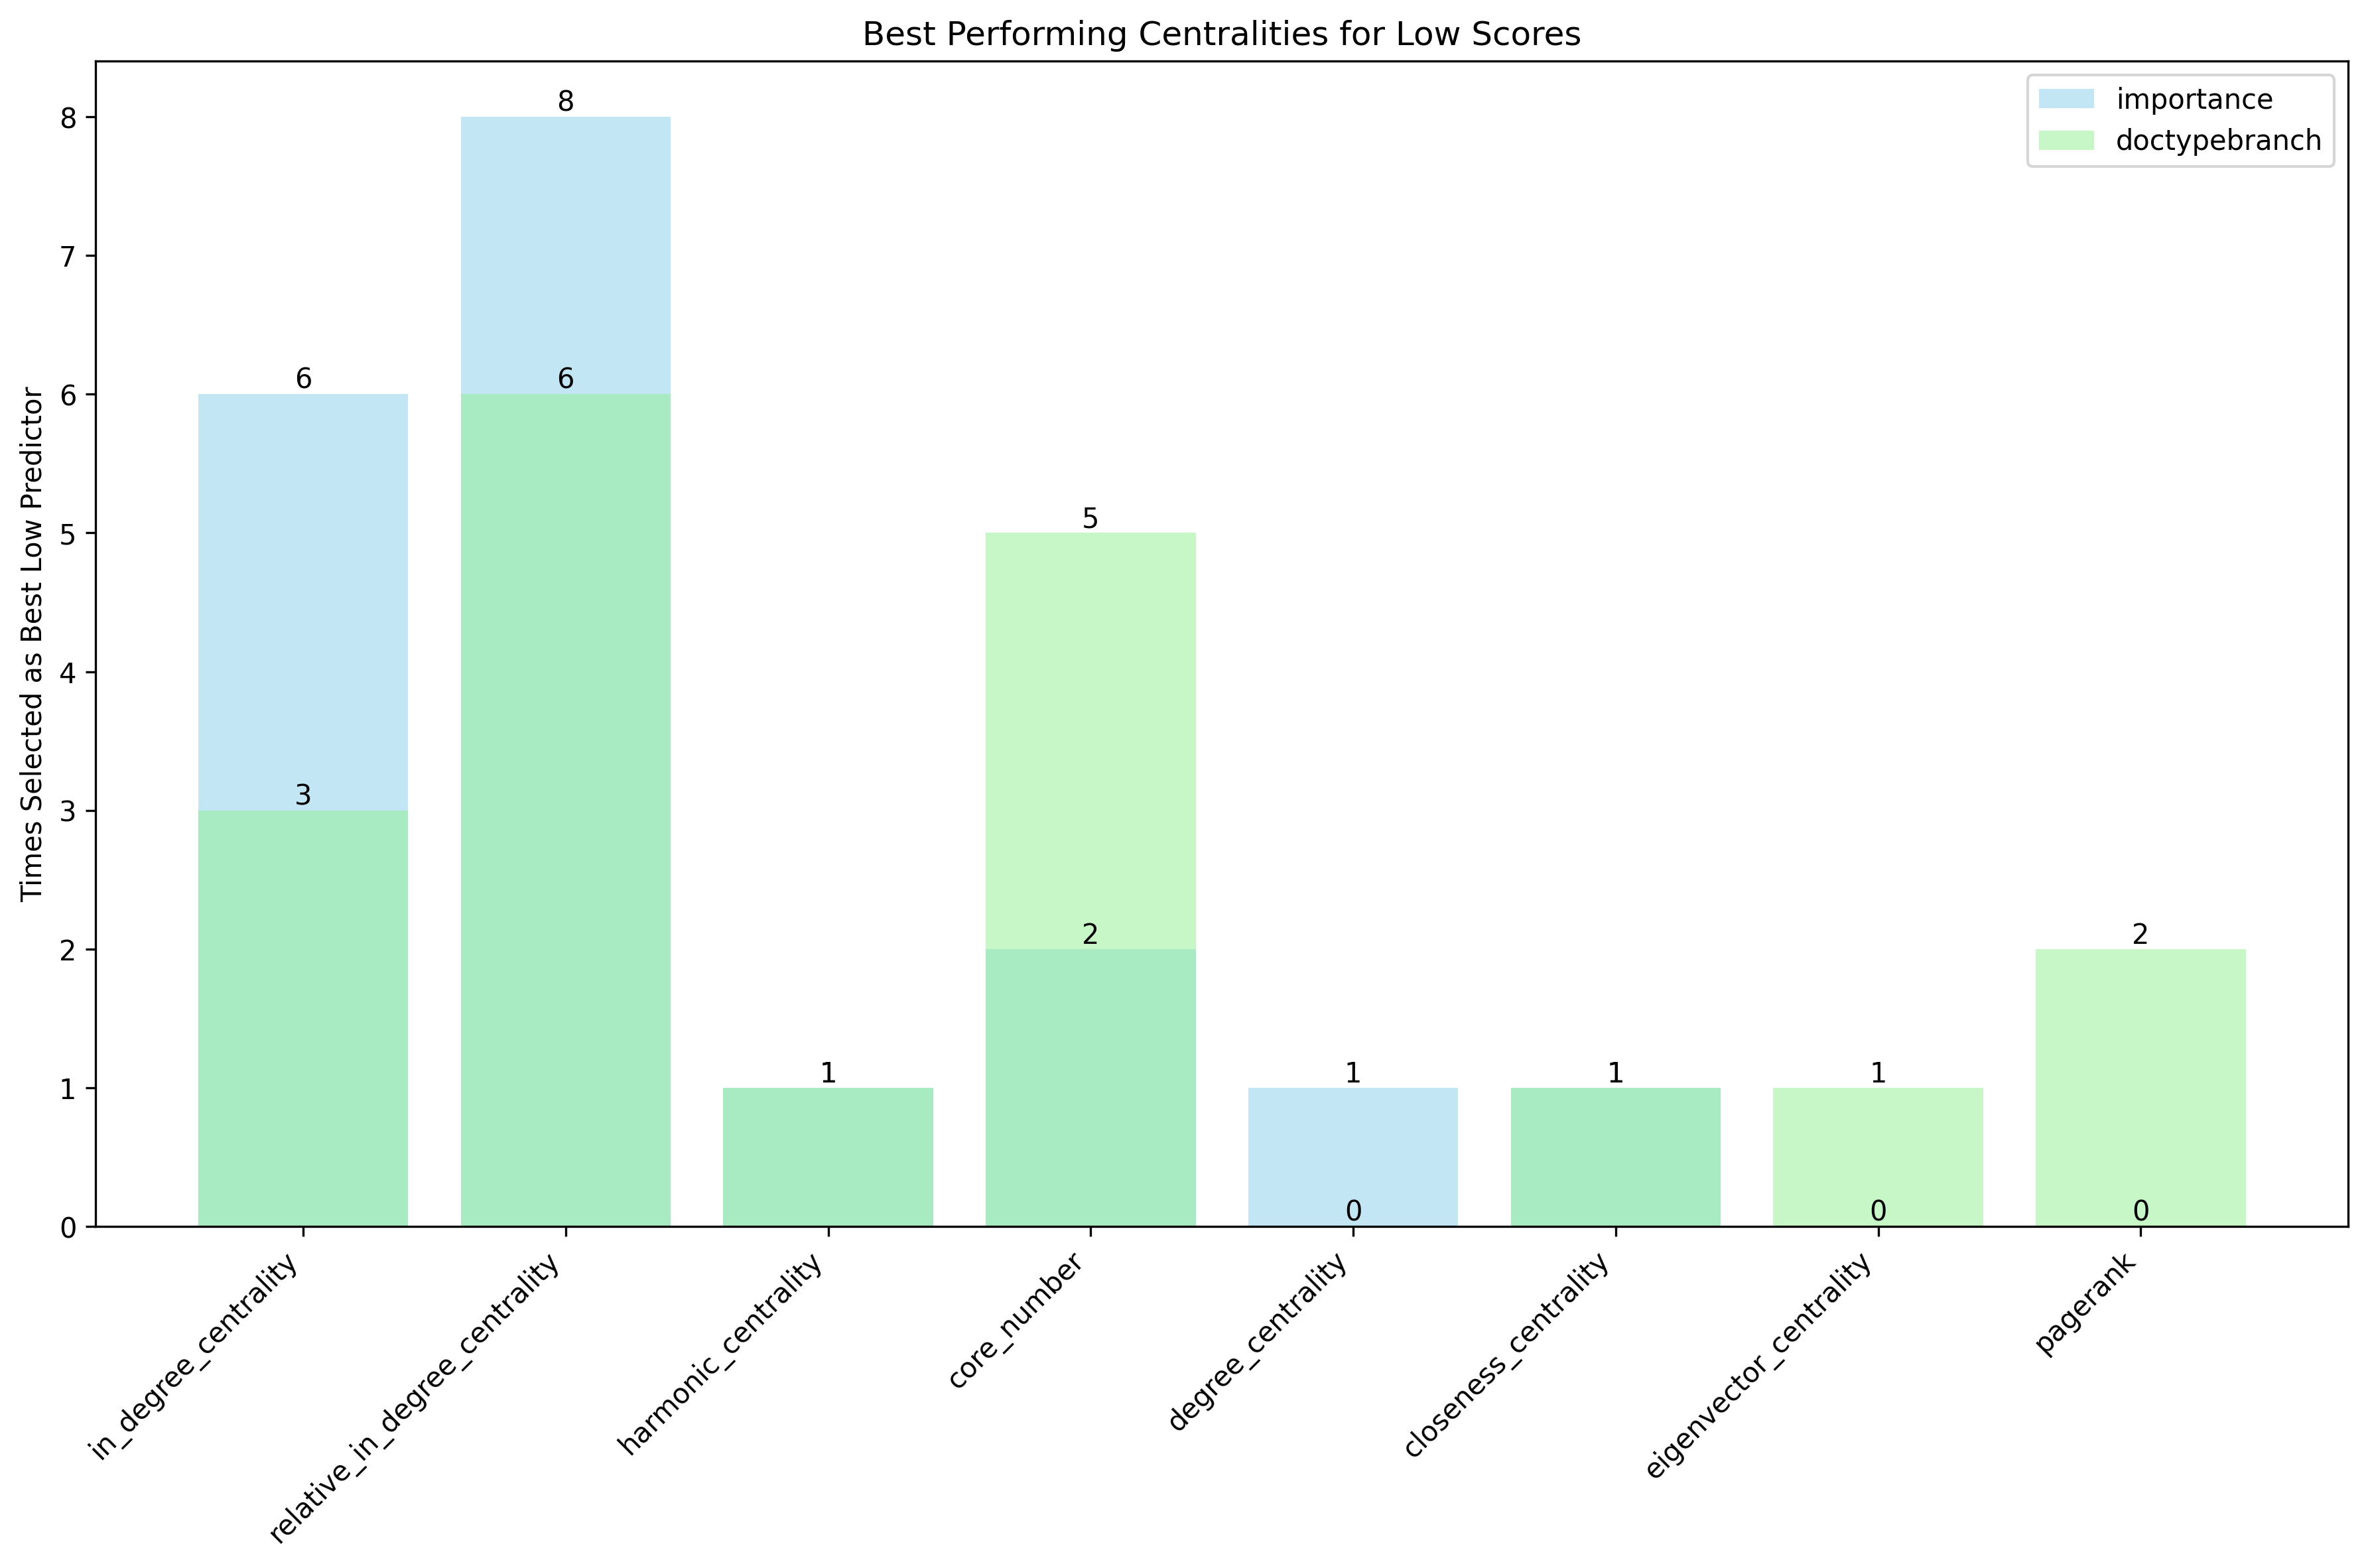 Best Performing Centralities for Low Scores
importance
doctypebranch
Times Selected as Best Low Predictor
8
7
6
5
4
3
2
1
0
6
3
8
6
1
5
2
1
0
1
1
0
2
0
in_degree_centrality
relative_in_degree_centrality
harmonic_centrality
core_number
degree_centrality
closeness_centrality
eigenvector_centrality
pagerank